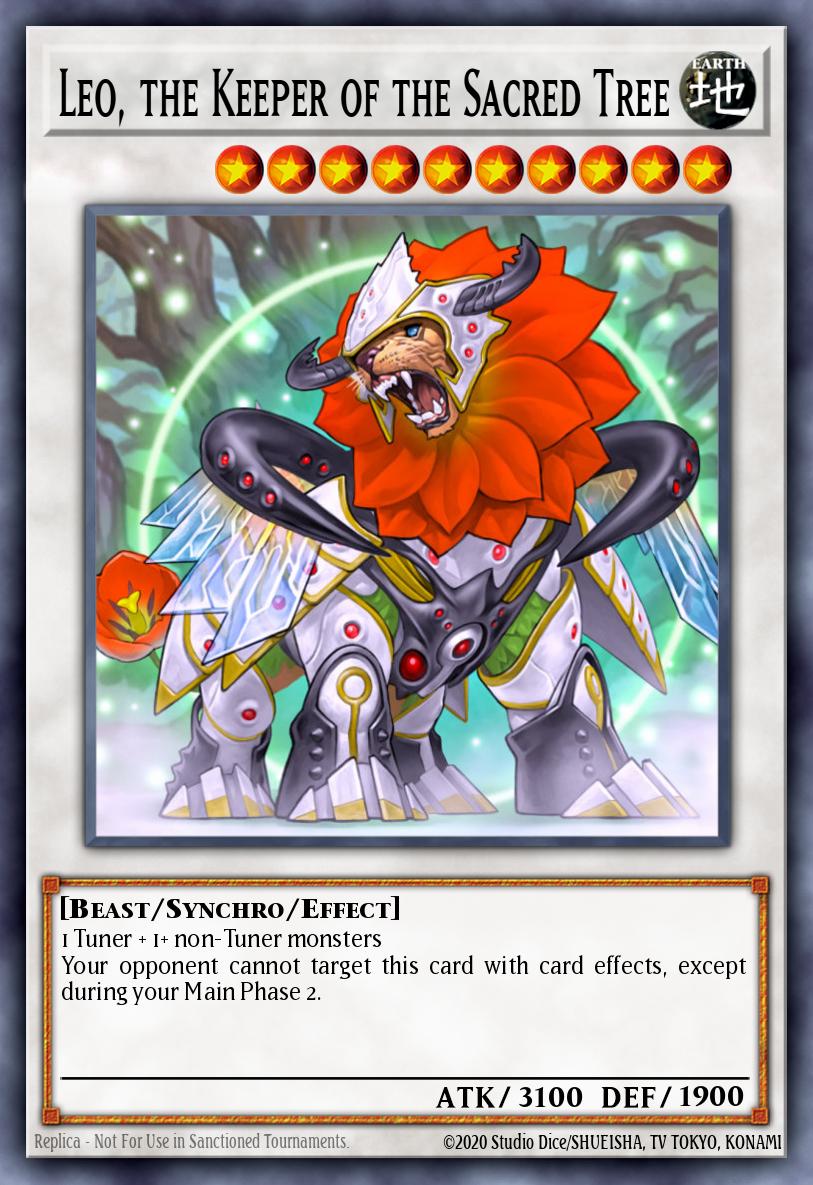 Leo, the Keeper of the Sacred Tree
EARTH
地
[Beast/Synchro/Effect]
1 Tuner + 1+ non-Tuner monsters
Your opponent cannot target this card with card effects, except
during your Main Phase 2.
ATK/ 3100 DEF/ 1900
Replica - Not For Use in Sanctioned Tournaments.
©2020 Studio Dice/SHUEISHA, TV TOKYO, KONAMI